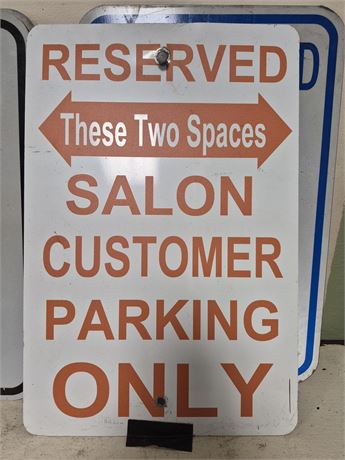 RESERVED
These Two Spaces
SALON
CUSTOMER
PARKING
ONLY
D